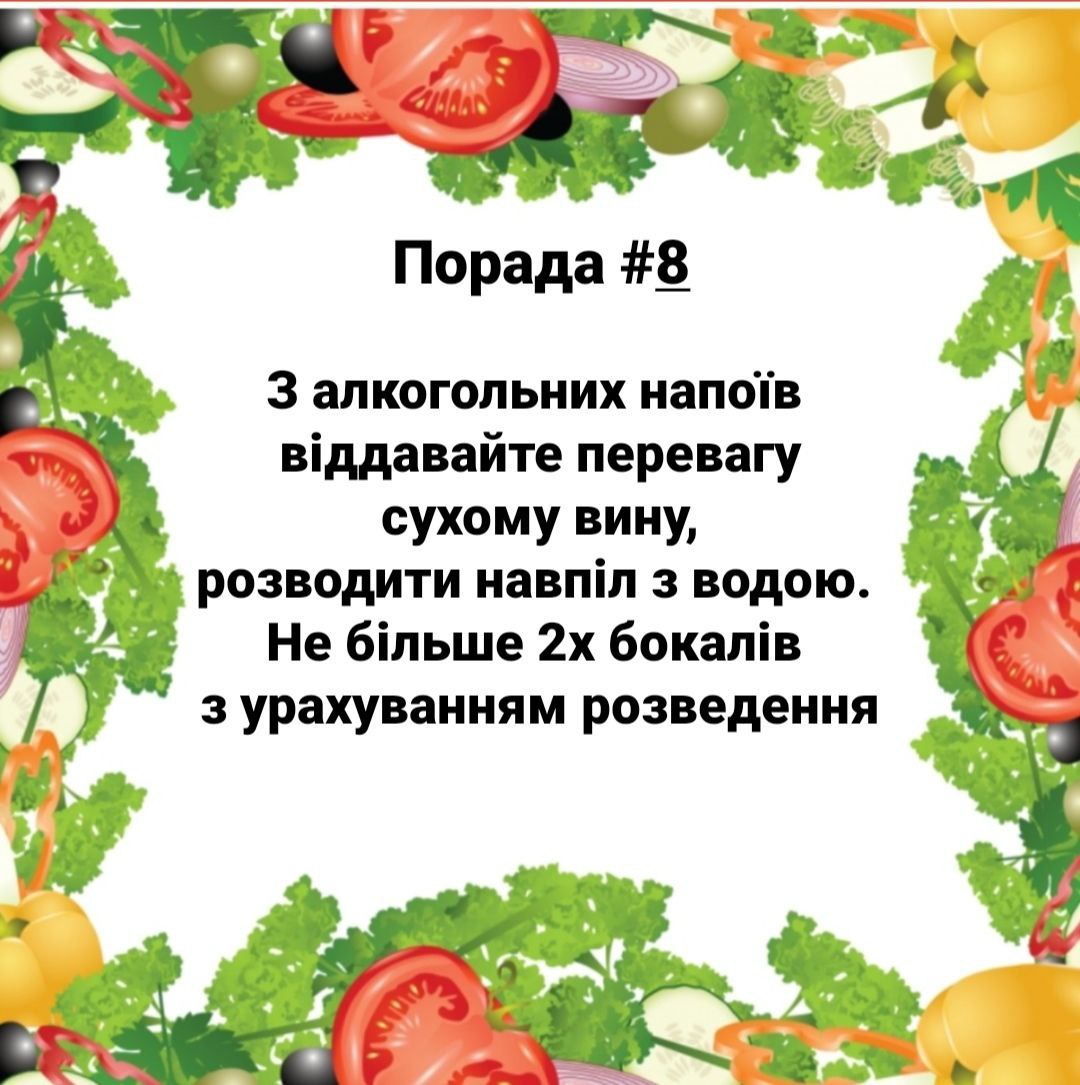 Порада #8
З алкогольних напоїв
віддавайте перевагу
сухому вину,
розводити навпіл з водою.
Не більше 2х бокалів
з урахуванням розведення